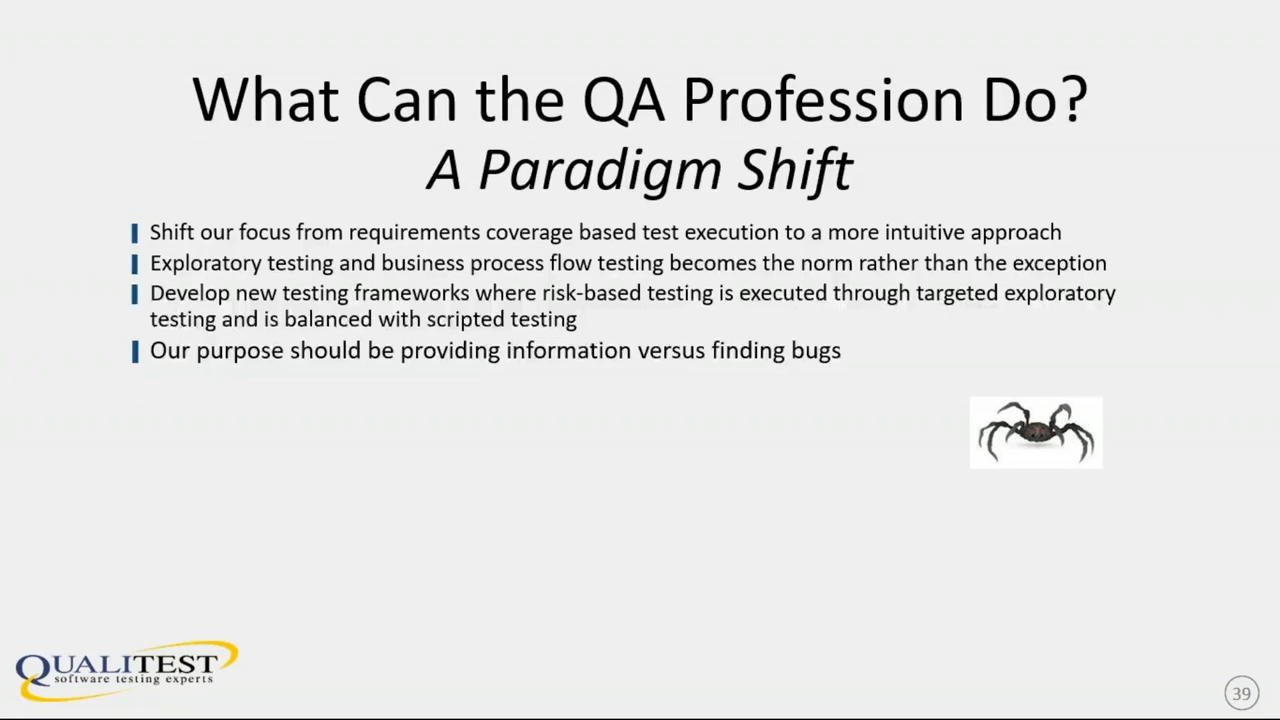 What Can the QA Profession Do?
A Paradigm Shift
Shift our focus from requirements coverage based test execution to a more intuitive approach
Exploratory testing and business process flow testing becomes the norm rather than the exception
Develop new testing frameworks where risk-based testing is executed through targeted exploratory
testing and is balanced with scripted testing
Our purpose should be providing information versus finding bugs
QUALITEST
software testing experts
39